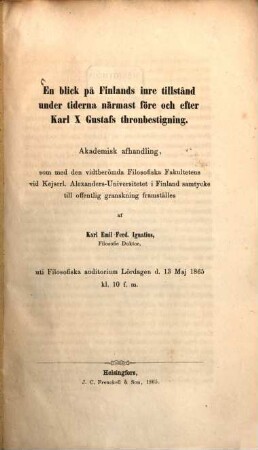 En blick på Finlands inre tillstånd
under tiderna närmast före och efter
Karl X Gustafs thronbestigning.
Akademisk afhandling,
som med den vidtberömda Filosofiska Fakultetens
vid Kejserl. Alexanders-Universitetet i Finland samtycke
till offentlig granskning framställes
af
Karl Emil Ferd. Ignatius,
Filosofie Doktor,
uti Filosofiska auditorium Lördagen d. 13 Maj 1865
kl. 10 f. m.
Helsingfors,
J. C. Frenckell & Son, 1865.